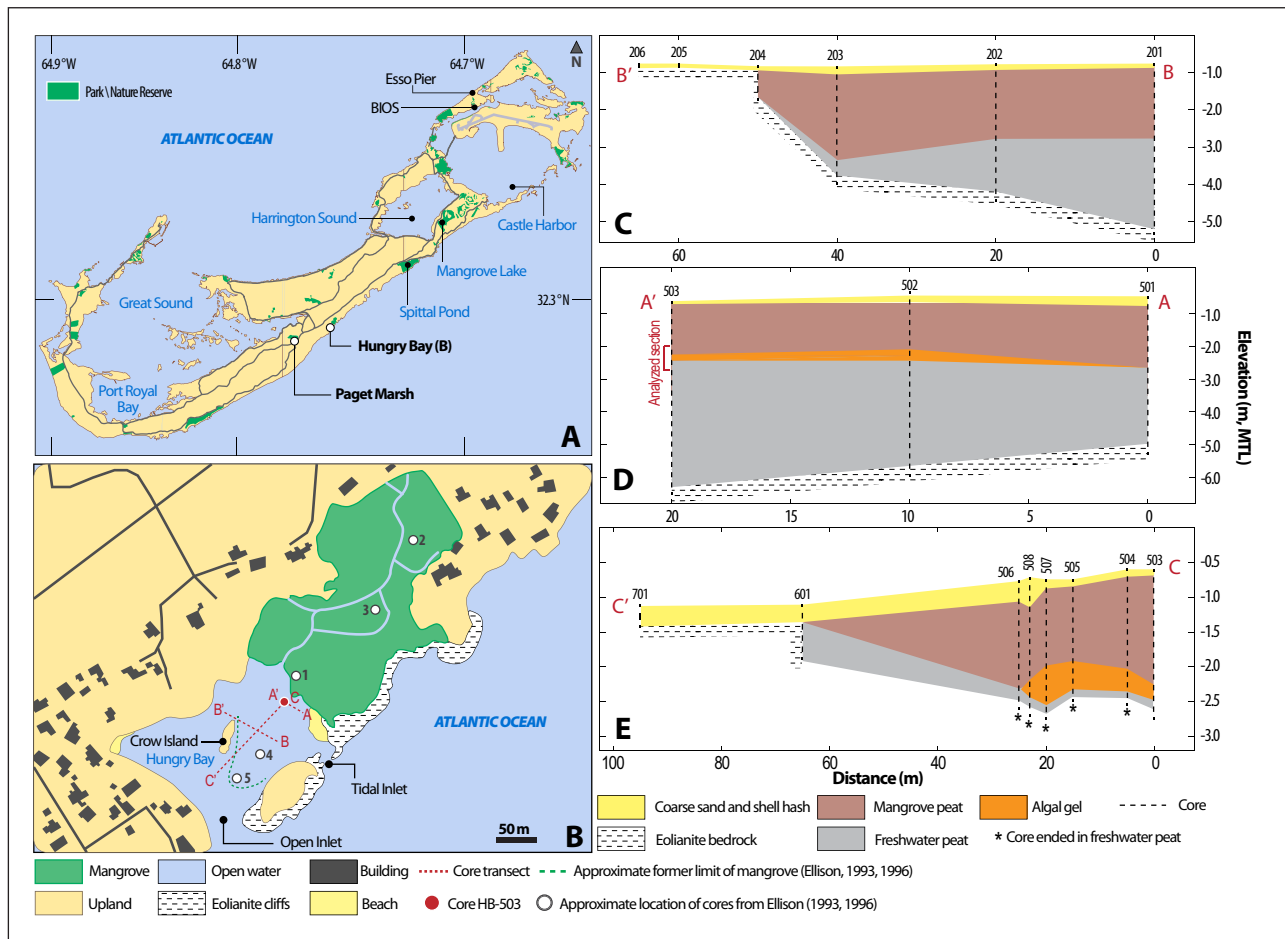 64.9°W
64.8°W
64.7°W
N
Park \ Nature Reserve
Esso Pier
BIOS
ATLANTIC OCEAN
Harrington Sound
Castle Harbor
Mangrove Lake
Great Sound
32.3°N
Spittal Pond
Hungry Bay (B)
Port Royal
Bay
Paget Marsh
A
2
3
1
A' C
A
B'
B
ATLANTIC OCEAN
Crow Island
Hungry Bay
4
C'
5
Tidal Inlet
Open Inlet
50 m
B
206 205 204 203 202 201
B' B
-1.0
-2.0
-3.0
-4.0
-5.0
C
60 40 20 0
503 502 501
A' A
Analyzed section
-1.0
-2.0
-3.0
-4.0
-5.0
-6.0
D
20 15 10 5 0
Elevation (m, MTL)
701 601 506 508 507 505 504 503
C' C
-0.5
-1.0
-1.5
-2.0
-2.5
-3.0
* * * * *
E
100 80 60 40 20 0
Distance (m)
Coarse sand and shell hash
Mangrove peat
Algal gel
Core
Eolianite bedrock
Freshwater peat
* Core ended in freshwater peat
Mangrove
Open water
Building
Core transect
Approximate former limit of mangrove (Ellison, 1993, 1996)
Upland
Eolianite cliffs
Beach
Core HB-503
Approximate location of cores from Ellison (1993, 1996)